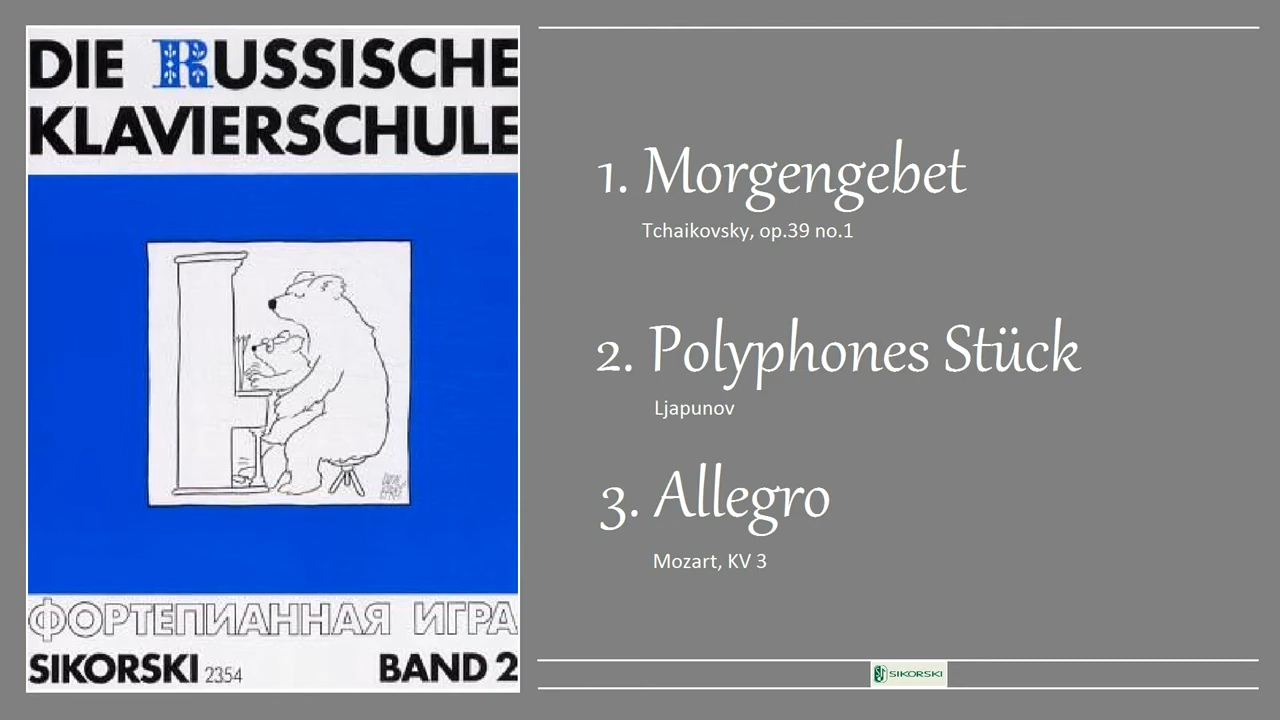 DIE RUSSISCHE
KLAVIERSCHULE
ФОРТЕПИАННАЯ ИГРА
SIKORSKI 2354 BAND 2
1. Morgengebet
Tchaikovsky, op.39 no.1
2. Polyphones Stück
Ljapunov
3. Allegro
Mozart, KV 3
SIKORSKI